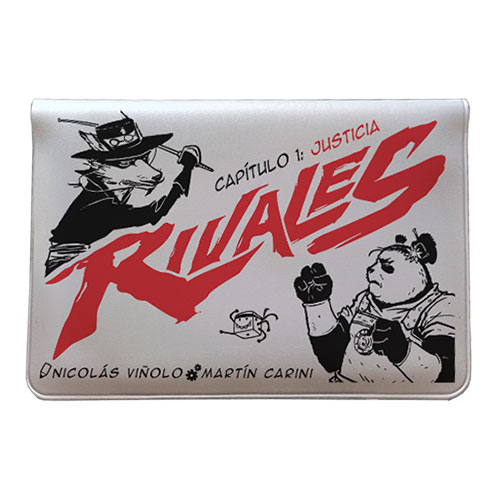 CAPÍTULO 1: JUSTICIA
RIVALES
NICOLÁS VIÑOLO MARTÍN CARINI